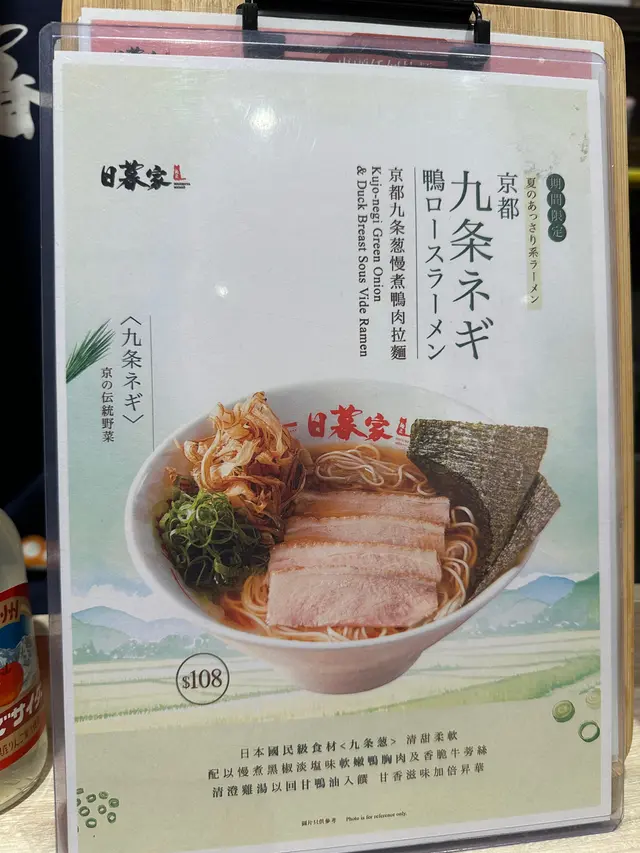 日暮家
期間限定
夏のあっさり系ラーメン
京都
九条ネギ
鴨ロースラーメン
京都九条葱慢煮鴨肉拉麵
Kujo-negi Green Onion
& Duck Breast Sous Vide Ramen
〈九条ネギ〉
京の伝統野菜
日暮家
$108
日本國民級食材<九条葱> 清甜柔軟
配以慢煮黑椒淡塩味軟嫩鴨胸肉及香脆牛蒡絲
清澄雞湯以回甘鴨油入饌 甘香滋味加倍昇華
圖片只供參考 Photo is for reference only.